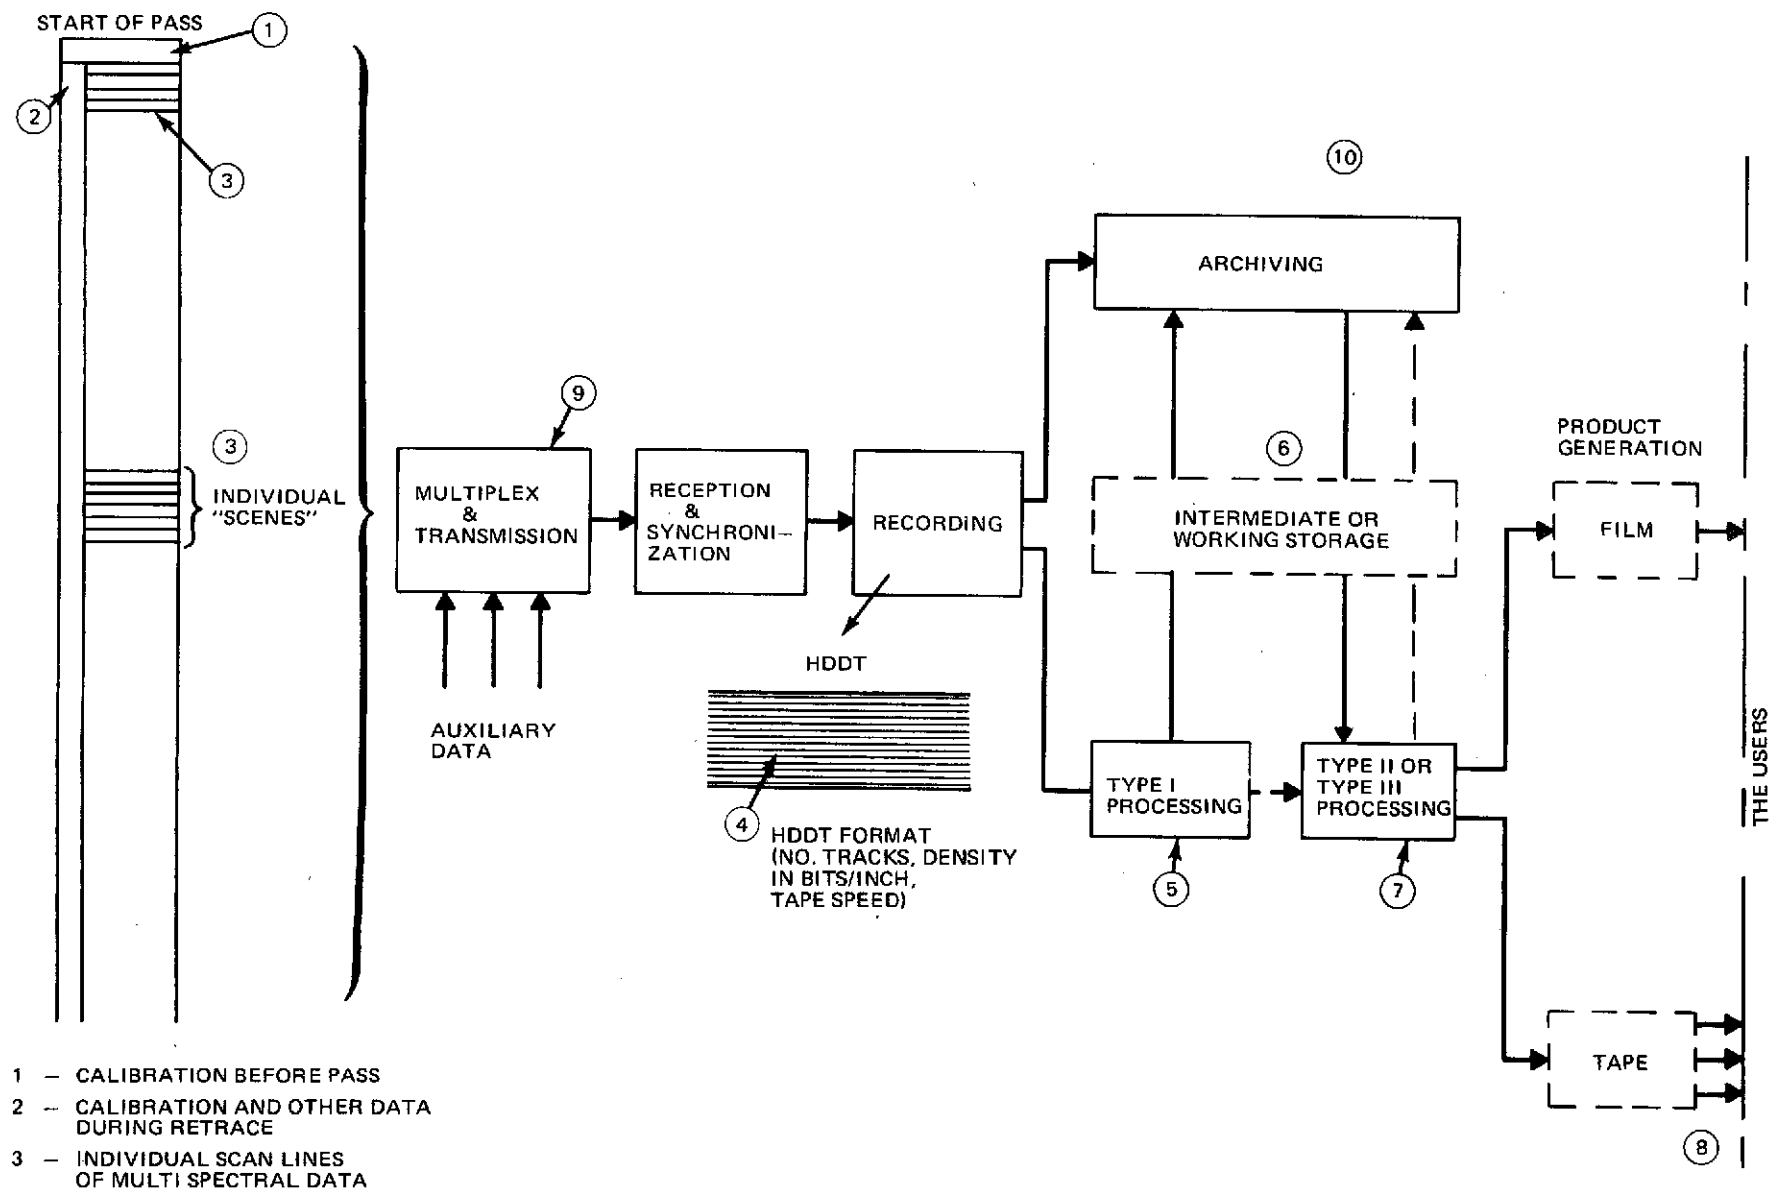 START OF PASS
1
2
3
10
ARCHIVING
9
3
INDIVIDUAL
"SCENES"
MULTIPLEX
&
TRANSMISSION
RECEPTION
&
SYNCHRONI-
ZATION
RECORDING
6
INTERMEDIATE OR
WORKING STORAGE
PRODUCT
GENERATION
FILM
THE USERS
AUXILIARY
DATA
HDDT
4
HDDT FORMAT
(NO. TRACKS, DENSITY
IN BITS/INCH,
TAPE SPEED)
TYPE I
PROCESSING
5
TYPE II OR
TYPE III
PROCESSING
7
TAPE
8
1 - CALIBRATION BEFORE PASS
2 - CALIBRATION AND OTHER DATA
DURING RETRACE
3 - INDIVIDUAL SCAN LINES
OF MULTI SPECTRAL DATA